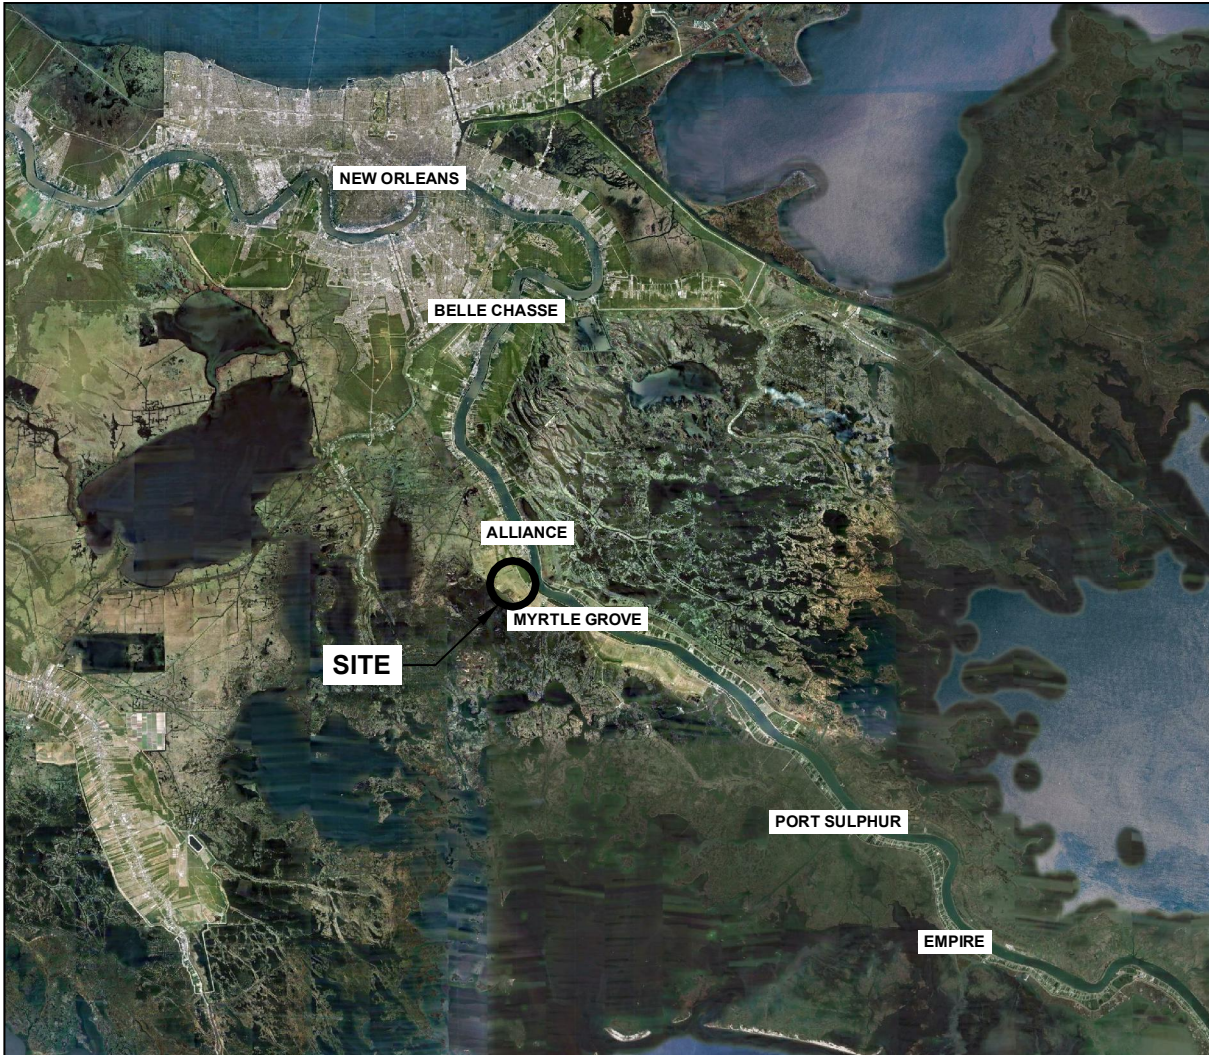 NEW ORLEANS
BELLE CHASSE
ALLIANCE
MYRTLE GROVE
SITE
PORT SULPHUR
EMPIRE